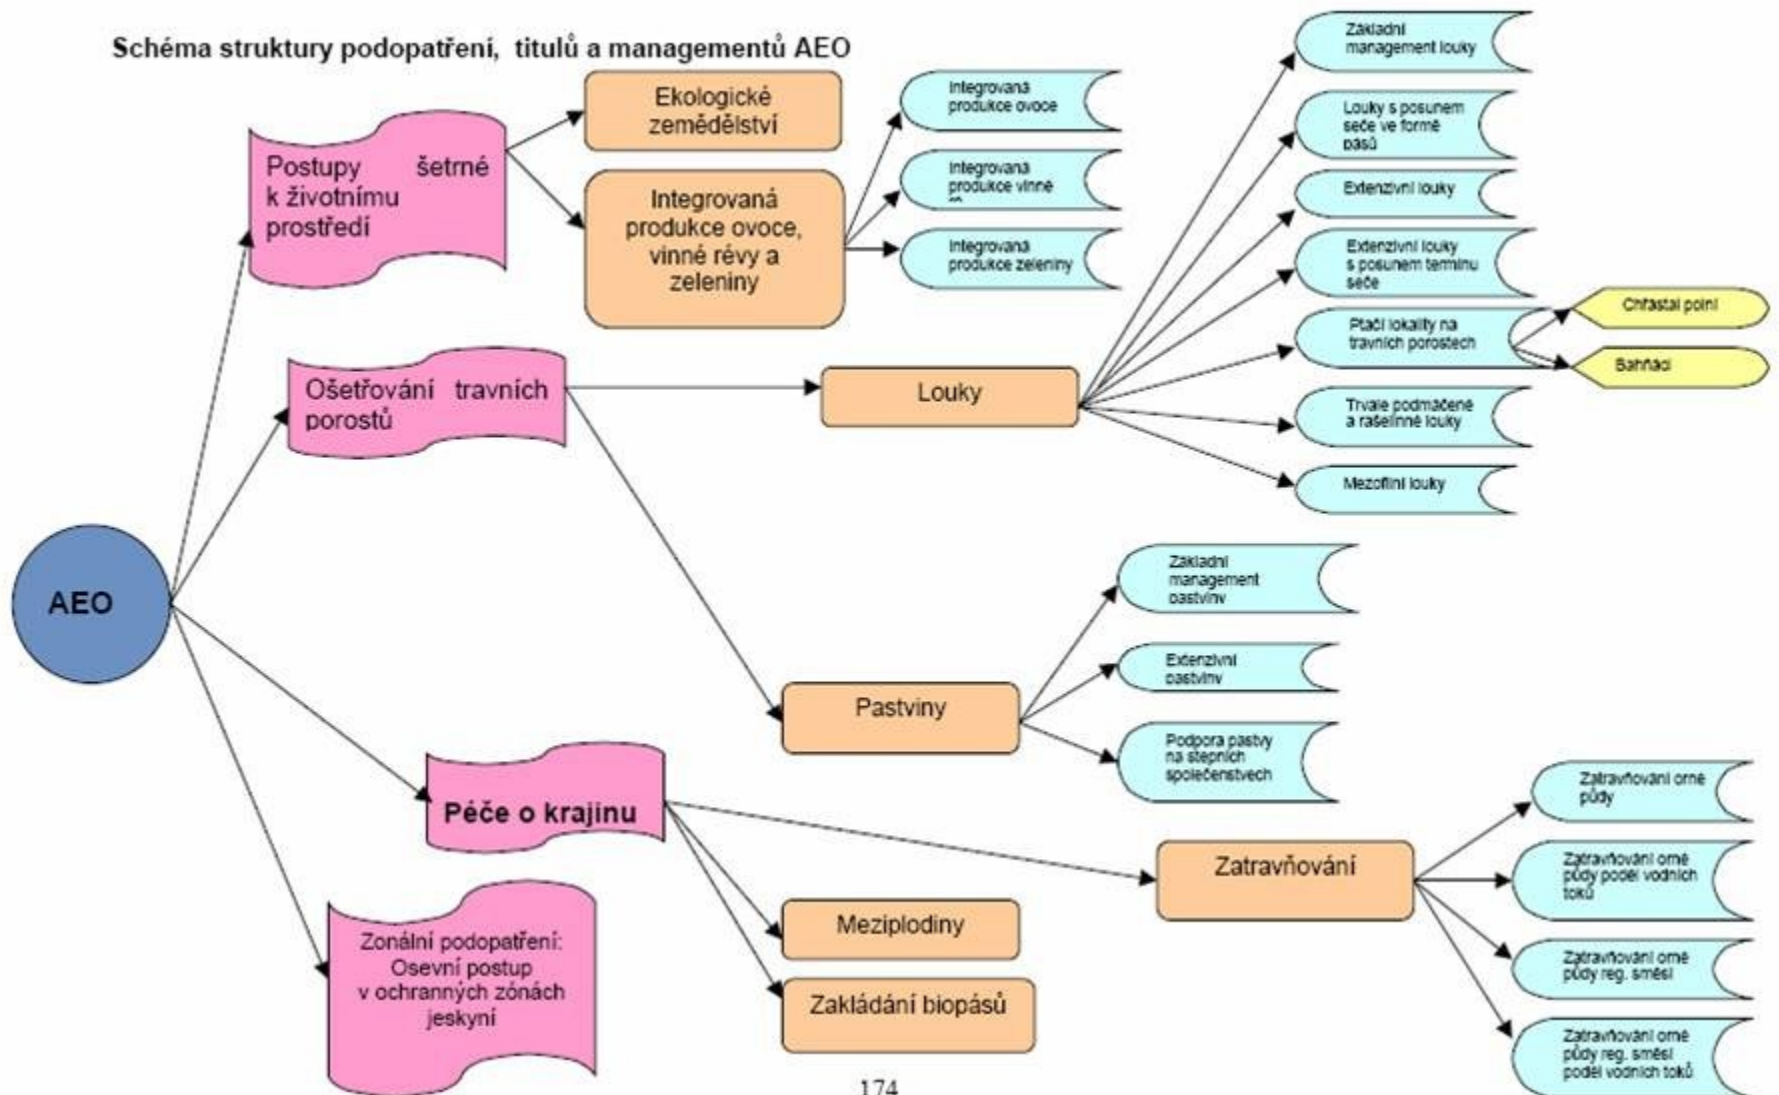 Schéma struktury podopatření, titulů a managementů AEO
AEO
Postupy šetrné
k životnímu
prostředí
Ekologické
zemědělství
Integrovaná
produkce ovoce,
vinné révy a
zeleniny
Integrovaná
produkce ovoce
Integrovaná
produkce vinné
Integrovaná
produkce zeleniny
Ošetřování travních
porostů
Louky
Základní
management louky
Louky s posunem
seče ve formě
pásů
Extenzivní louky
Extenzivní louky
s posunem termínu
seče
Ptačí lokality na
travních porostech
Chřástal polní
Bahňáci
Trvale podmáčené
a rašelinné louky
Mezofilní louky
Pastviny
Základní
management
pastviny
Extenzivní
pastviny
Podpora pastvy
na stepních
společenstvech
Péče o krajinu
Zatravňování
Zatravňování orné
půdy
Zatravňování orné
půdy podél vodních
toků
Zatravňování orné
půdy reg. směsí
Zatravňování orné
půdy reg. směsí
podél vodních toků
Meziplodiny
Zakládání biopásů
Zonální podopatření:
Osevní postup
v ochranných zónách
jeskyní
174